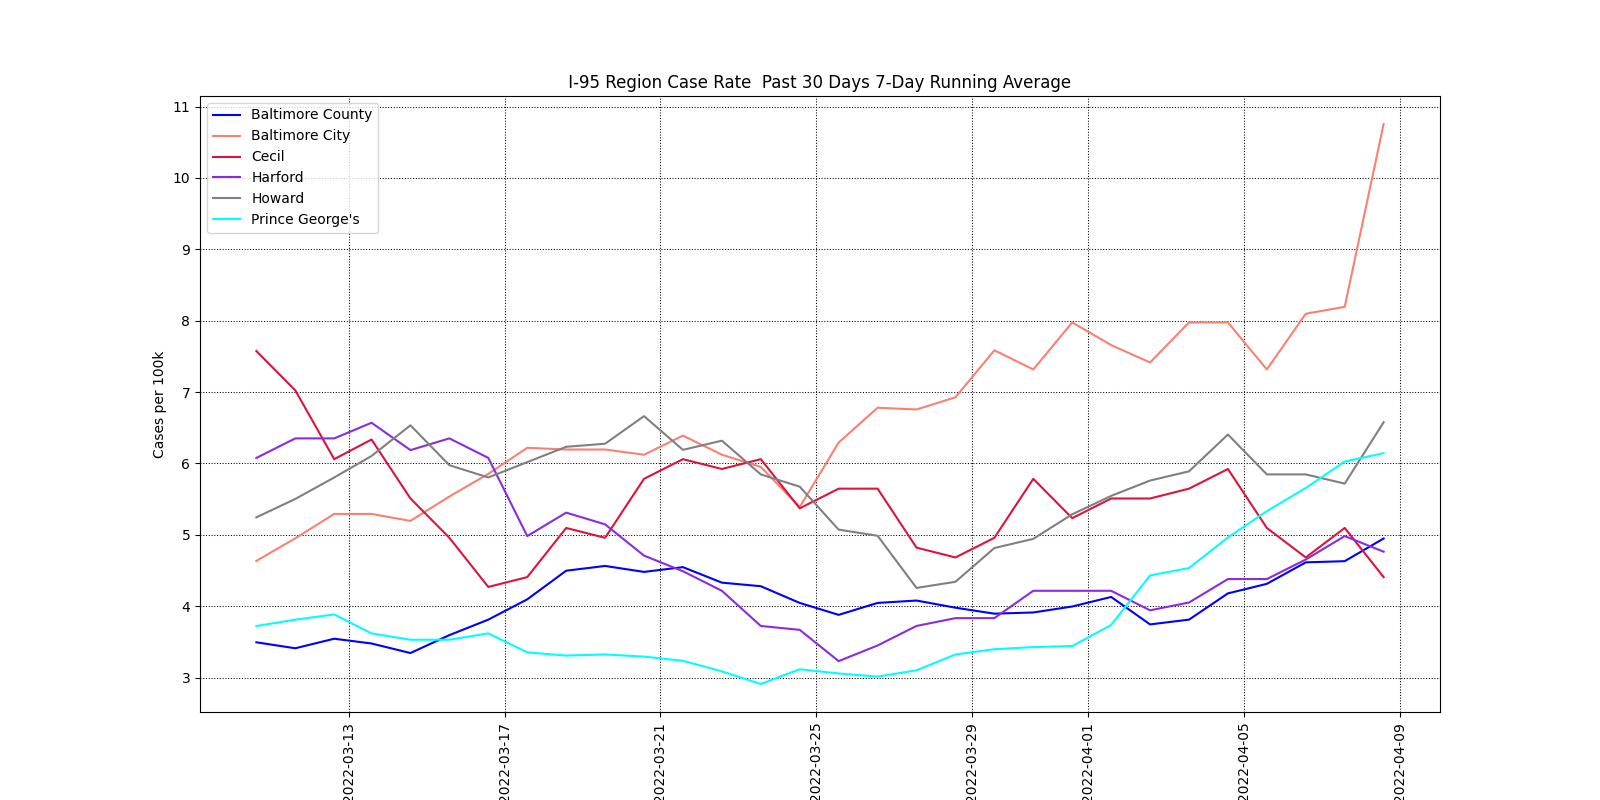 I-95 Region Case Rate  Past 30 Days 7-Day Running Average
Baltimore County
Baltimore City
Cecil
Harford
Howard
Prince George's
Cases per 100k
11
10
9
8
7
6
5
4
3
2022-03-13
2022-03-17
2022-03-21
2022-03-25
2022-03-29
2022-04-01
2022-04-05
2022-04-09